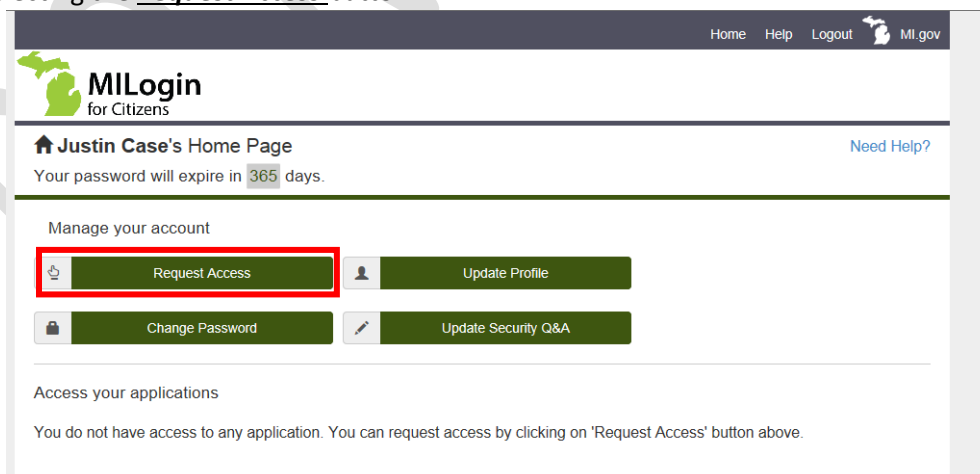 Home Help Logout MI.gov
MILogin
for Citizens
Justin Case's Home Page
Need Help?
Your password will expire in 365 days.
Manage your account
Request Access
Update Profile
Change Password
Update Security Q&A
Access your applications
You do not have access to any application. You can request access by clicking on 'Request Access' button above.